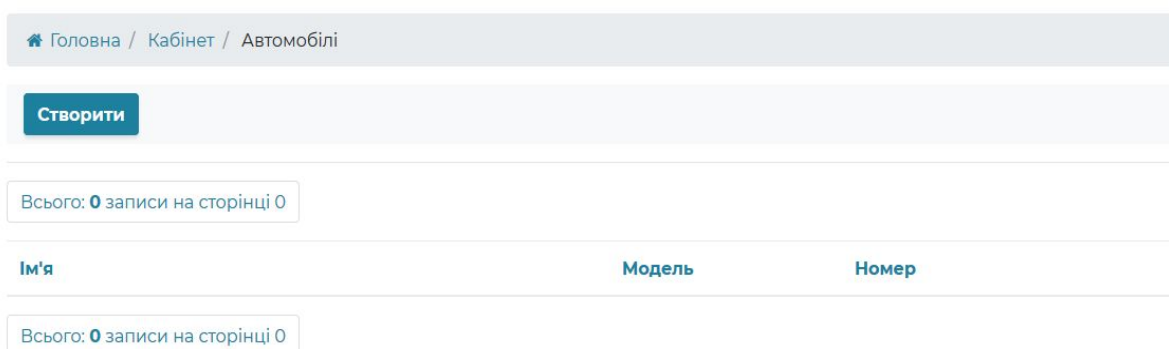 Головна / Кабінет / Автомобілі
Створити
Всього: 0 записи на сторінці 0
Ім'я Модель Номер
Всього: 0 записи на сторінці 0